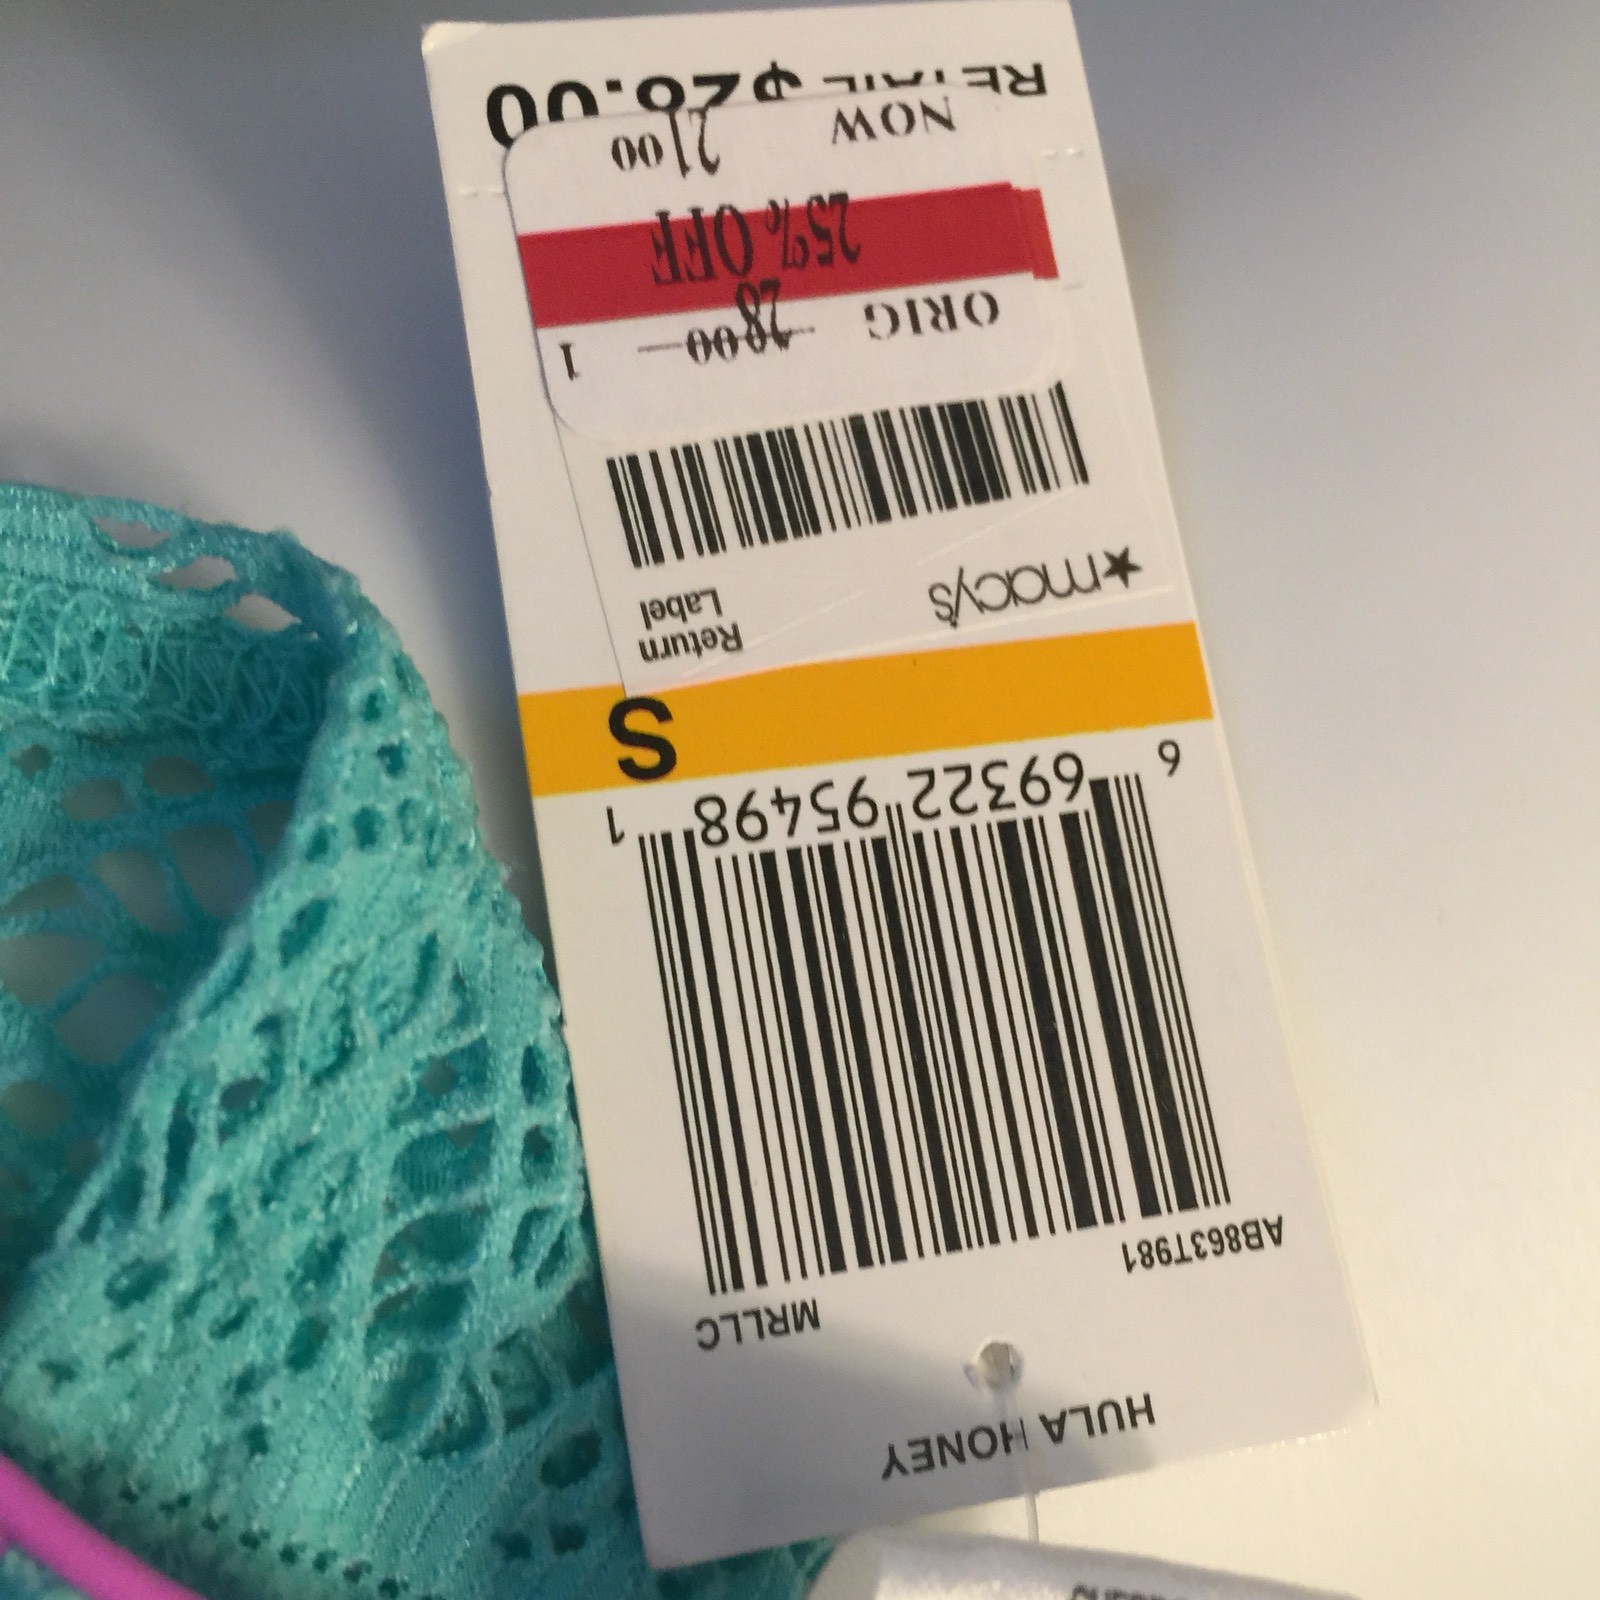 HULA HONEY
AB863T981 MRLLC
6 69322 95498 1
S
★macy's Return
Label
ORIG 28.00 1
25% OFF
NOW 21.00
RETAIL $28.00